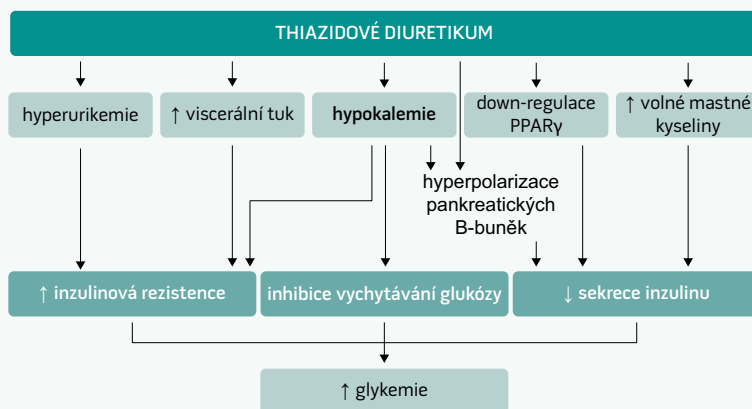 THIAZIDOVÉ DIURETIKUM
hyperurikemie
↑ viscerální tuk
hypokalemie
down-regulace
PPARγ
↑ volné mastné
kyseliny
hyperpolarizace
pankreatických
B-buněk
↑ inzulinová rezistence
inhibice vychytávání glukózy
↓ sekrece inzulinu
↑ glykemie